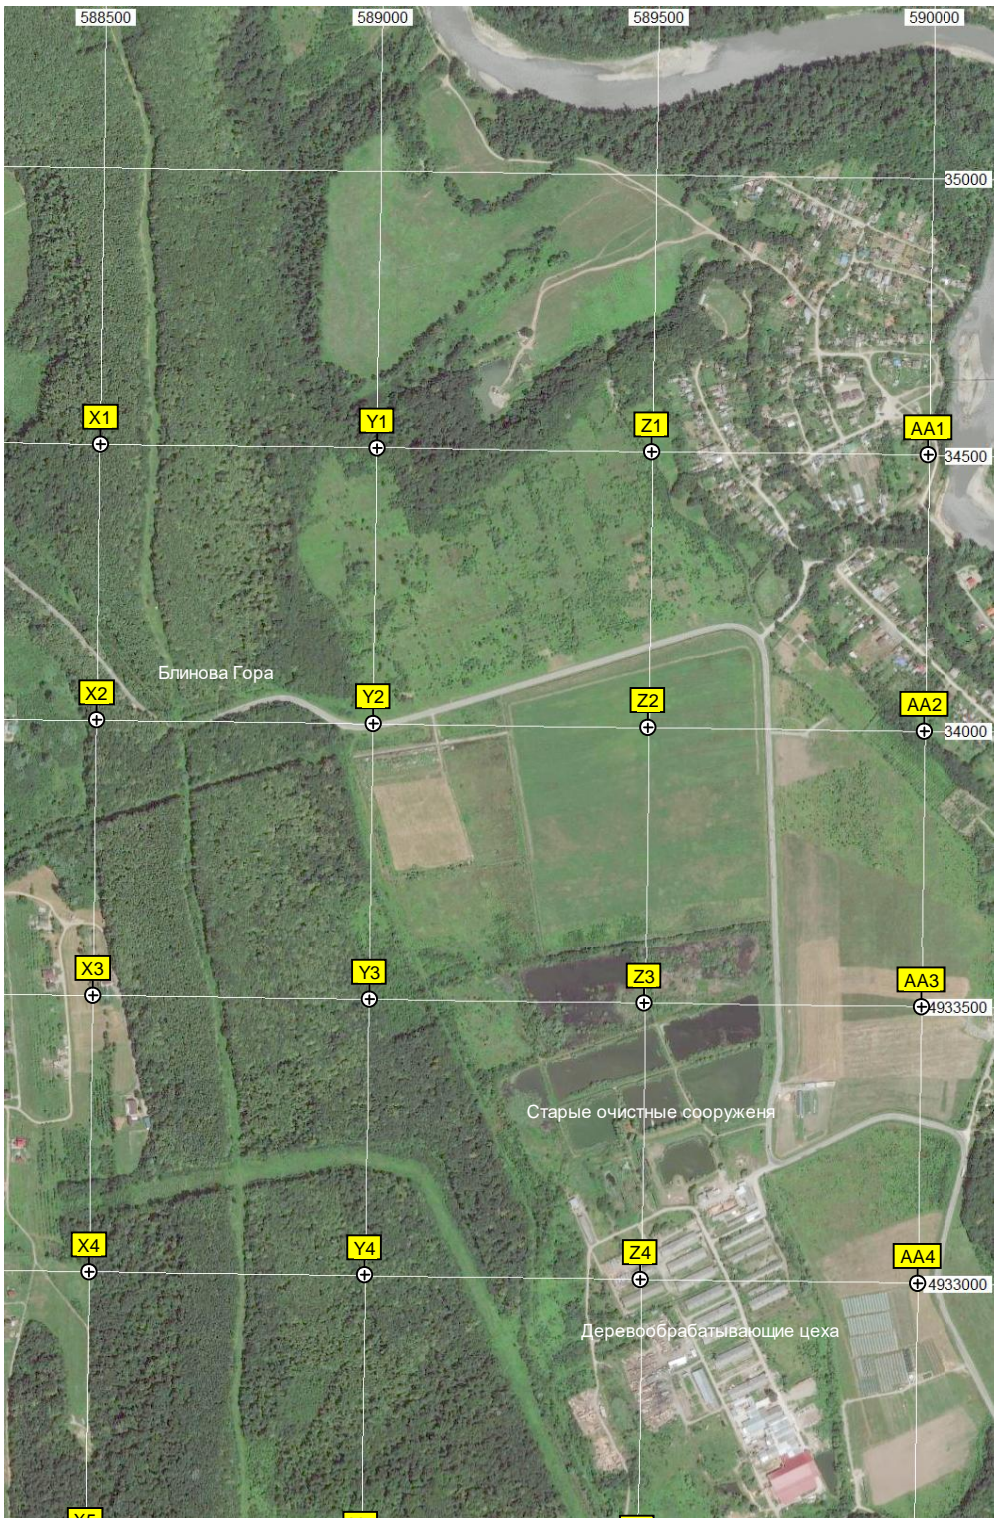 588500 589000 589500 590000
35000
X1 Y1 Z1 AA1
34500
Блинова Гора
X2 Y2 Z2 AA2
34000
X3 Y3 Z3 AA3
4933500
Старые очистные сооруженя
X4 Y4 Z4 AA4
4933000
Деревообрабатывающие цеха
X5